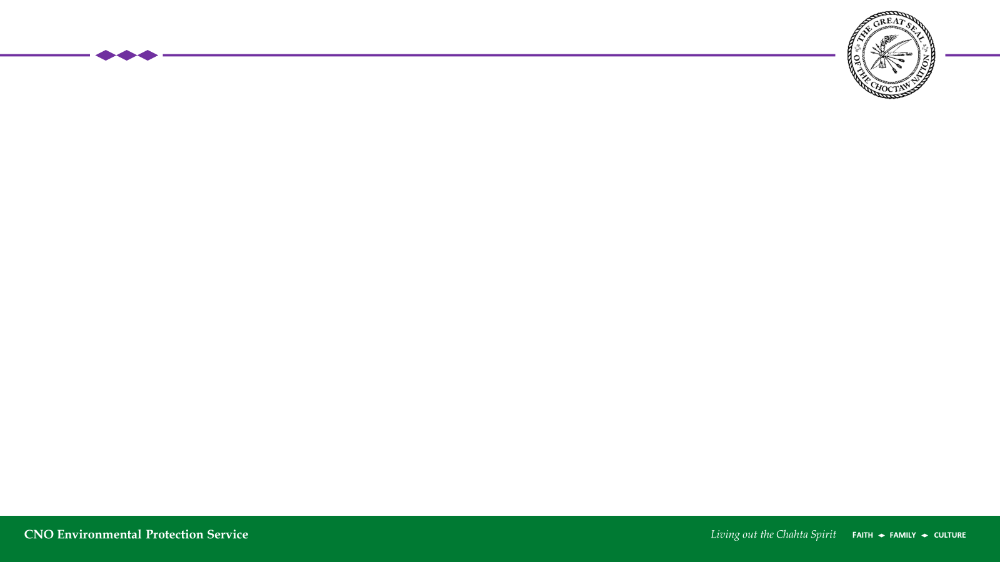 THE GREAT SEAL
OF THE CHOCTAW NATION
CNO Environmental Protection Service
Living out the Chahta Spirit
FAITH
FAMILY
CULTURE